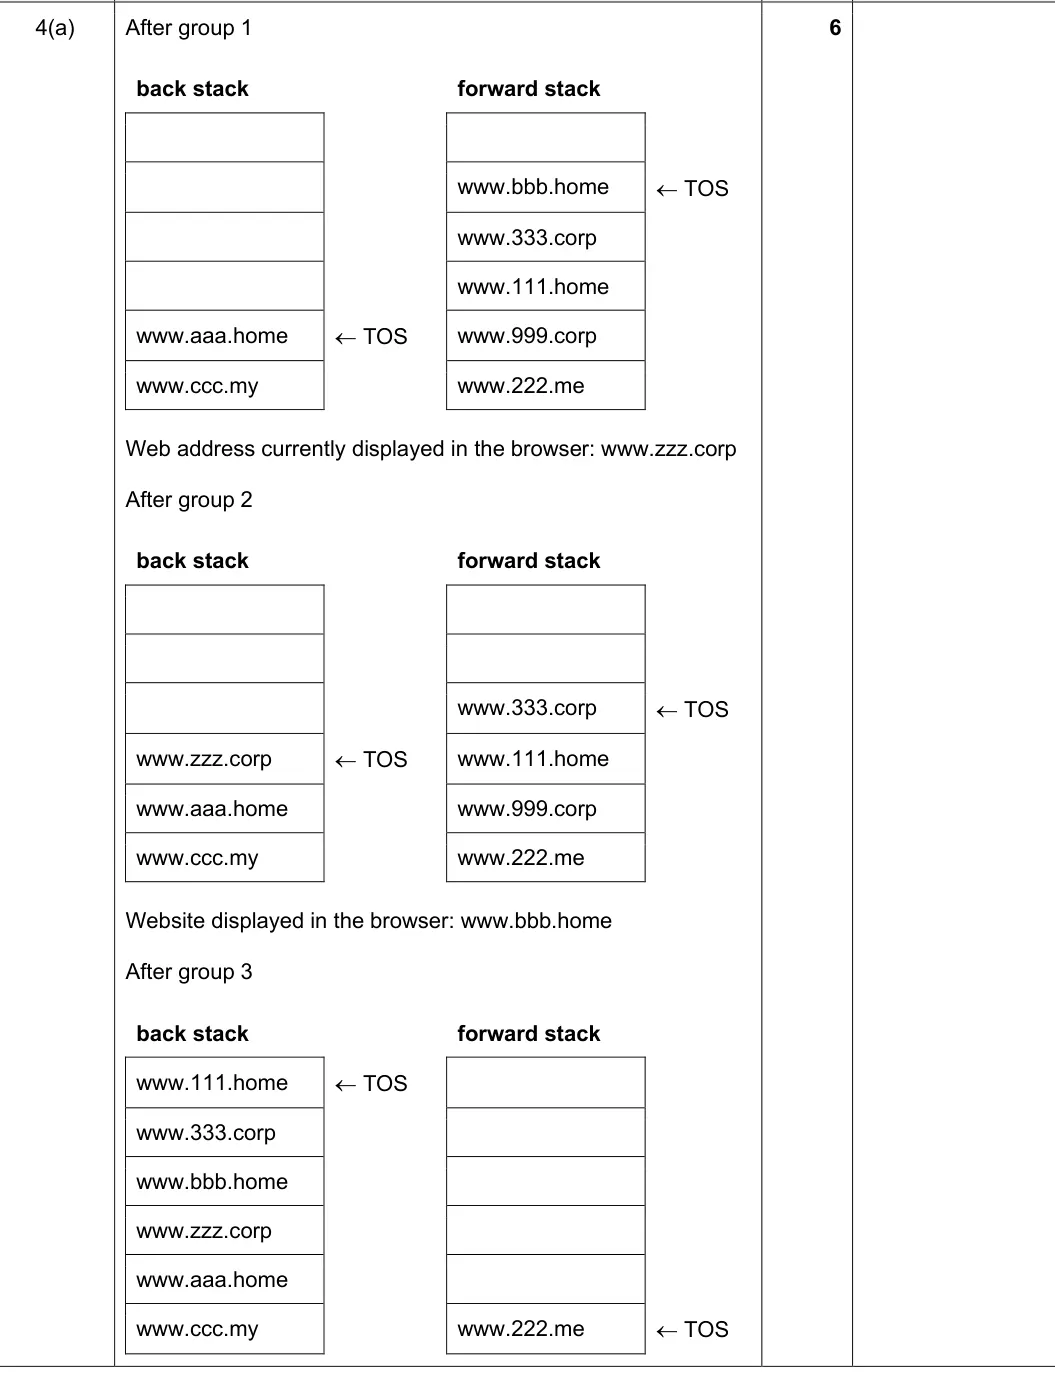 4(a) After group 1 6
back stack forward stack
www.bbb.home ← TOS
www.333.corp
www.111.home
www.aaa.home ← TOS www.999.corp
www.ccc.my www.222.me
Web address currently displayed in the browser: www.zzz.corp
After group 2
back stack forward stack
www.333.corp ← TOS
www.zzz.corp ← TOS www.111.home
www.aaa.home www.999.corp
www.ccc.my www.222.me
Website displayed in the browser: www.bbb.home
After group 3
back stack forward stack
www.111.home ← TOS
www.333.corp
www.bbb.home
www.zzz.corp
www.aaa.home
www.ccc.my www.222.me ← TOS